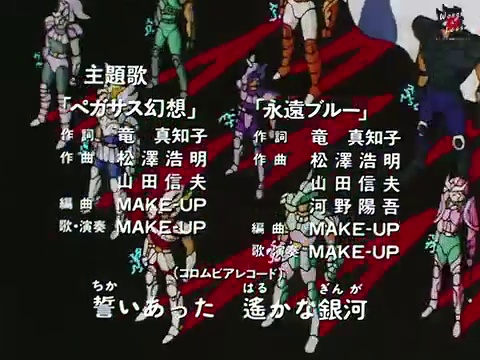 主題歌
「ペガサス幻想」
作詞 竜 真知子
作曲 松澤浩明
山田信夫
編曲 MAKE-UP
歌・演奏 MAKE-UP
「永遠ブルー」
作詞 竜 真知子
作曲 松澤浩明
山田信夫
河野陽吾
編曲 MAKE-UP
歌・演奏 MAKE-UP
(コロムビアレコード)
ちか はる ぎんが
誓いあった 遙かな銀河